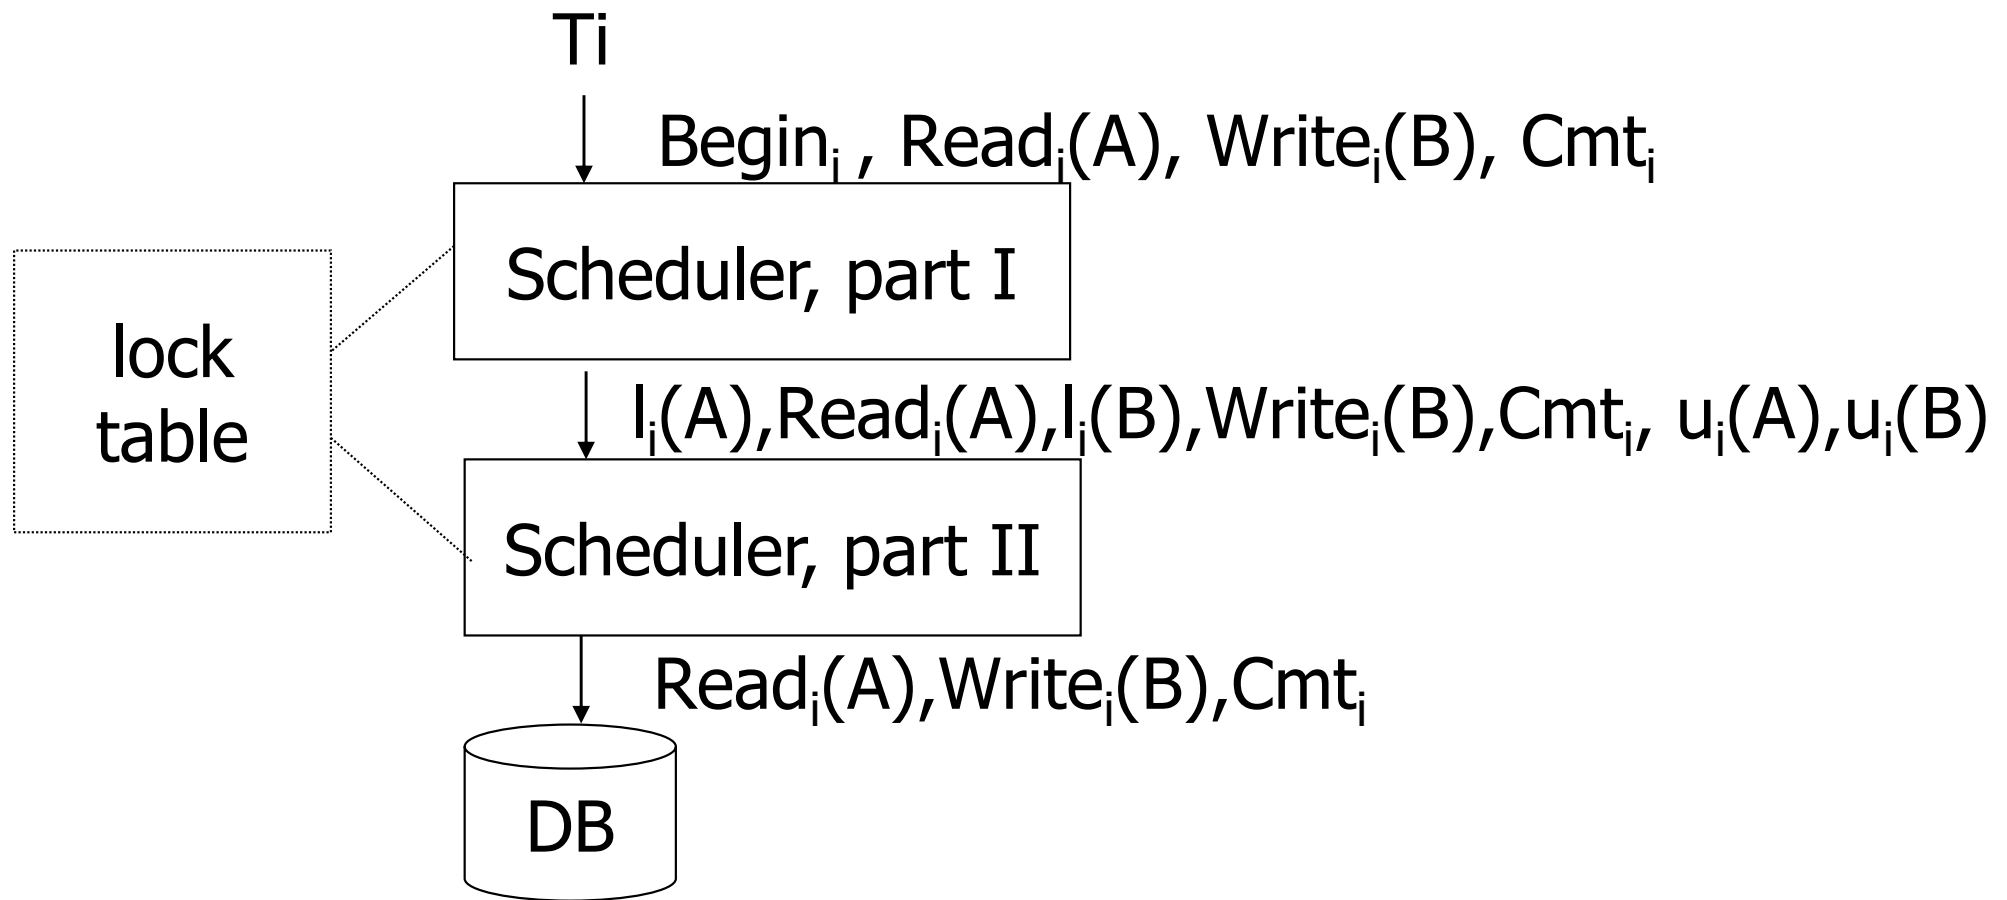 Ti
Beginᵢ , Readᵢ(A), Writeᵢ(B), Cmtᵢ
Scheduler, part I
lock
table
lᵢ(A),Readᵢ(A),lᵢ(B),Writeᵢ(B),Cmtᵢ, uᵢ(A),uᵢ(B)
Scheduler, part II
Readᵢ(A),Writeᵢ(B),Cmtᵢ
DB